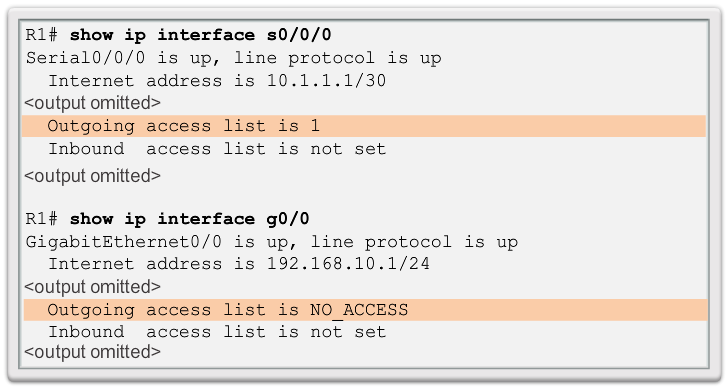 R1# show ip interface s0/0/0
Serial0/0/0 is up, line protocol is up
Internet address is 10.1.1.1/30
<output omitted>
Outgoing access list is 1
Inbound  access list is not set
<output omitted>
R1# show ip interface g0/0
GigabitEthernet0/0 is up, line protocol is up
Internet address is 192.168.10.1/24
<output omitted>
Outgoing access list is NO_ACCESS
Inbound  access list is not set
<output omitted>